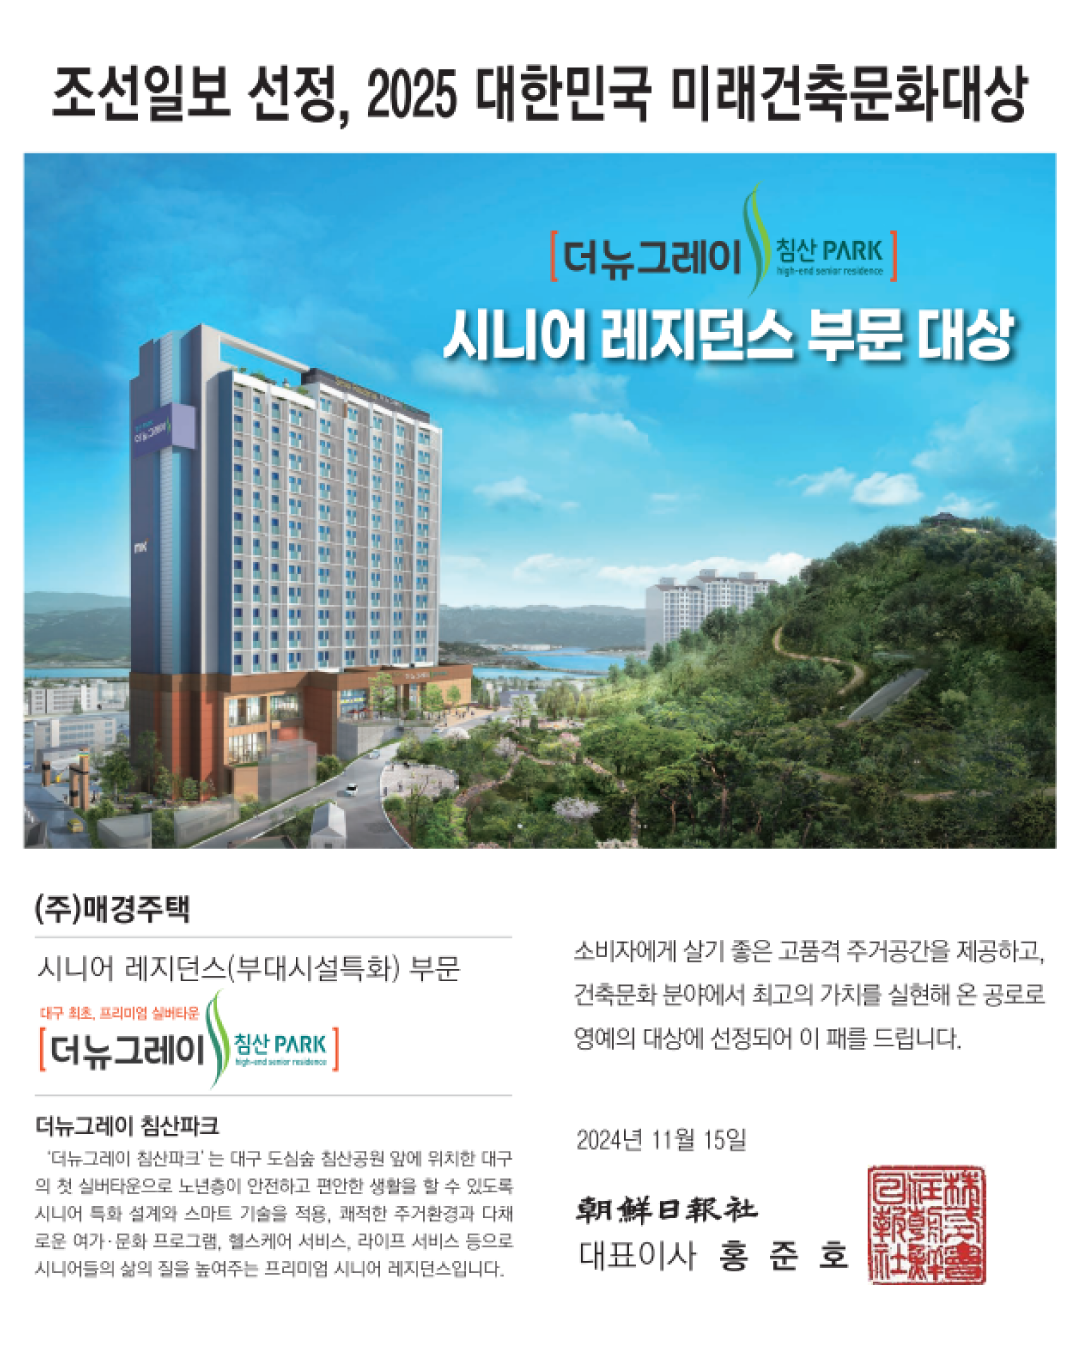 조선일보 선정, 2025 대한민국 미래건축문화대상
[더뉴그레이 침산 PARK]
high-end senior residence
시니어 레지던스 부문 대상
더뉴그레이
(주)매경주택
시니어 레지던스(부대시설특화) 부문
대구 최초, 프리미엄 실버타운
[더뉴그레이 침산 PARK]
high-end senior residence
더뉴그레이 침산파크
'더뉴그레이 침산파크'는 대구 도심숲 침산공원 앞에 위치한 대구
의 첫 실버타운으로 노년층이 안전하고 편안한 생활을 할 수 있도록
시니어 특화 설계와 스마트 기술을 적용, 쾌적한 주거환경과 다채
로운 여가·문화 프로그램, 헬스케어 서비스, 라이프 서비스 등으로
시니어들의 삶의 질을 높여주는 프리미엄 시니어 레지던스입니다.
소비자에게 살기 좋은 고품격 주거공간을 제공하고,
건축문화 분야에서 최고의 가치를 실현해 온 공로로
영예의 대상에 선정되어 이 패를 드립니다.
2024년 11월 15일
朝鮮日報社
대표이사 홍 준 호